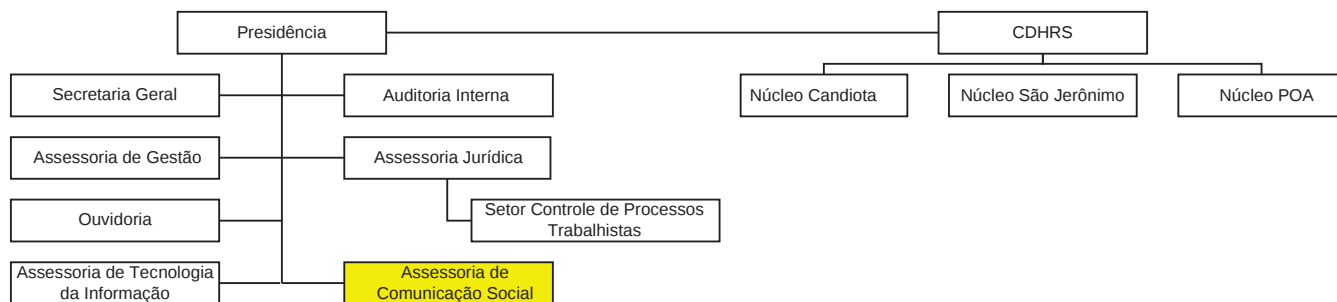 Presidência
CDHRS
Secretaria Geral
Auditoria Interna
Núcleo Candiota
Núcleo São Jerônimo
Núcleo POA
Assessoria de Gestão
Assessoria Jurídica
Ouvidoria
Setor Controle de Processos
Trabalhistas
Assessoria de Tecnologia
da Informação
Assessoria de
Comunicação Social